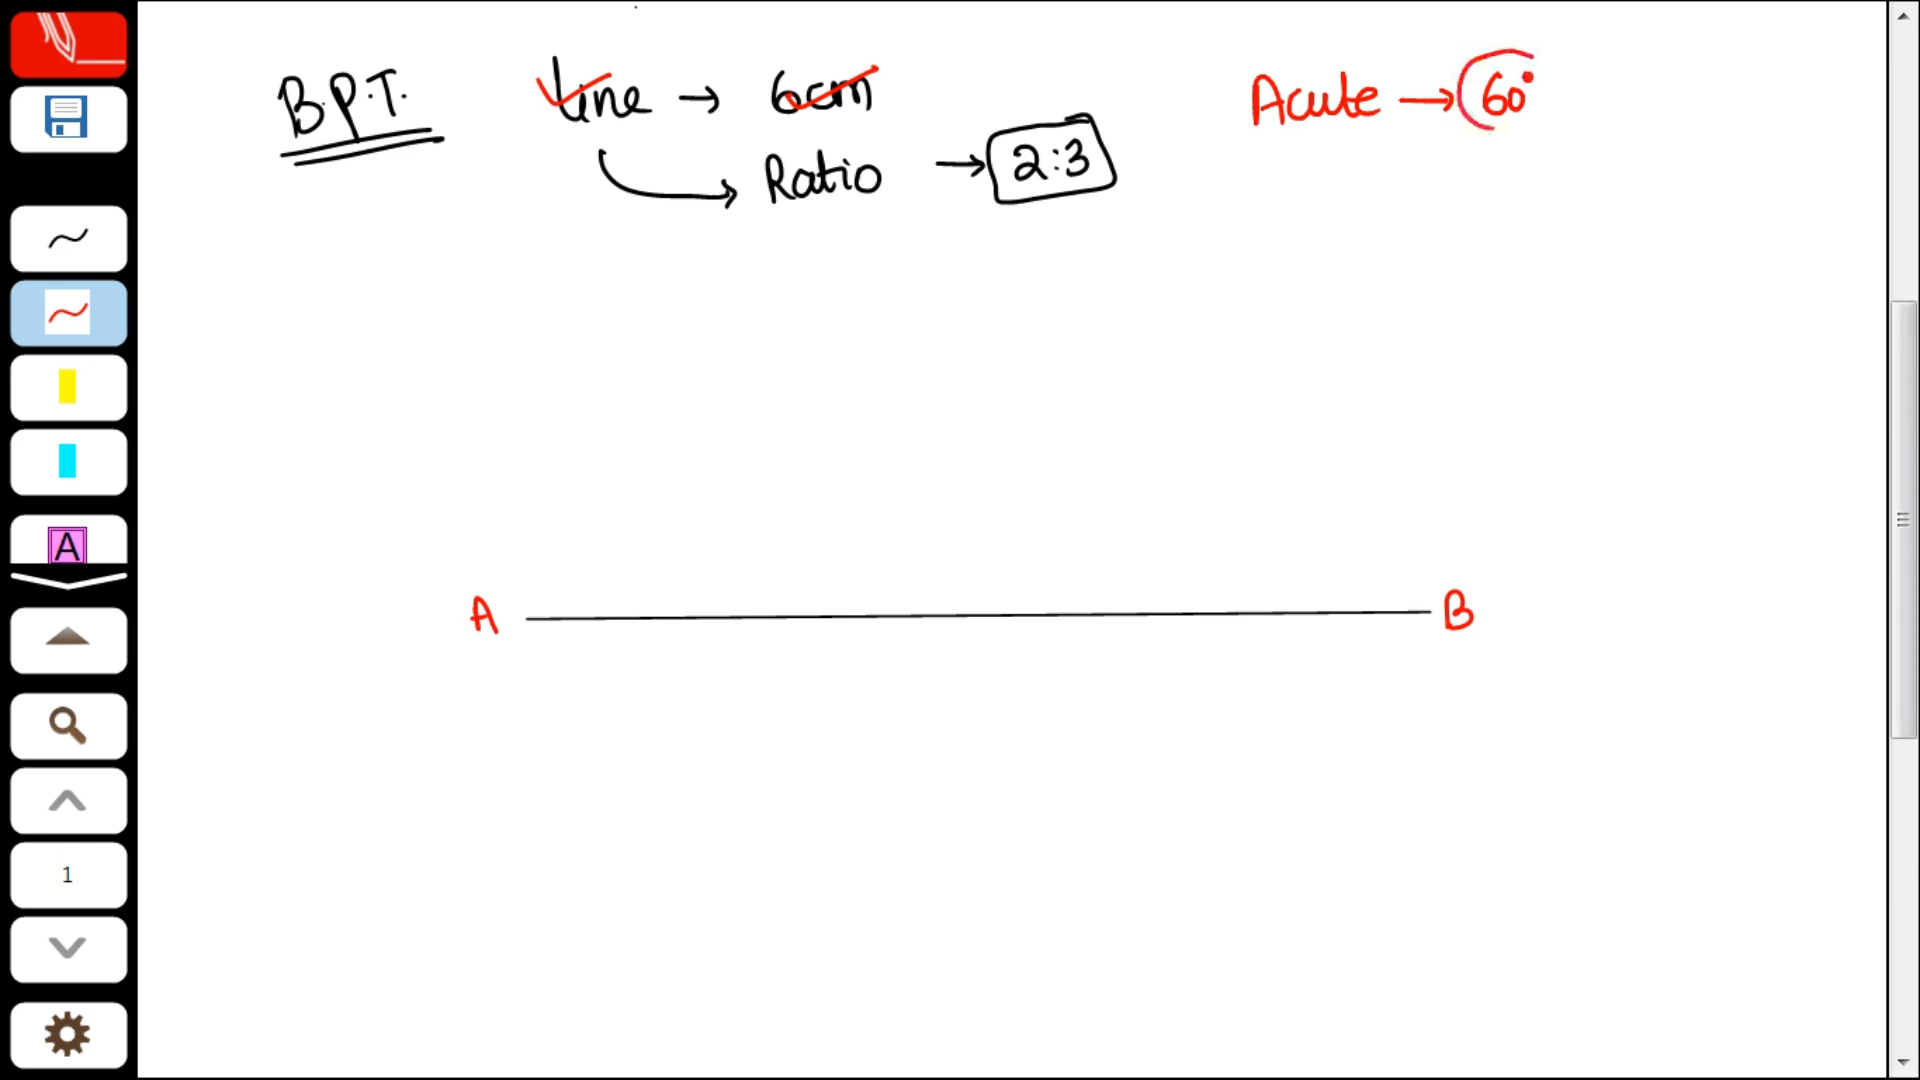 B.P.T. Line → 6cm Acute → 60°
Ratio → 2:3
A
A B
1